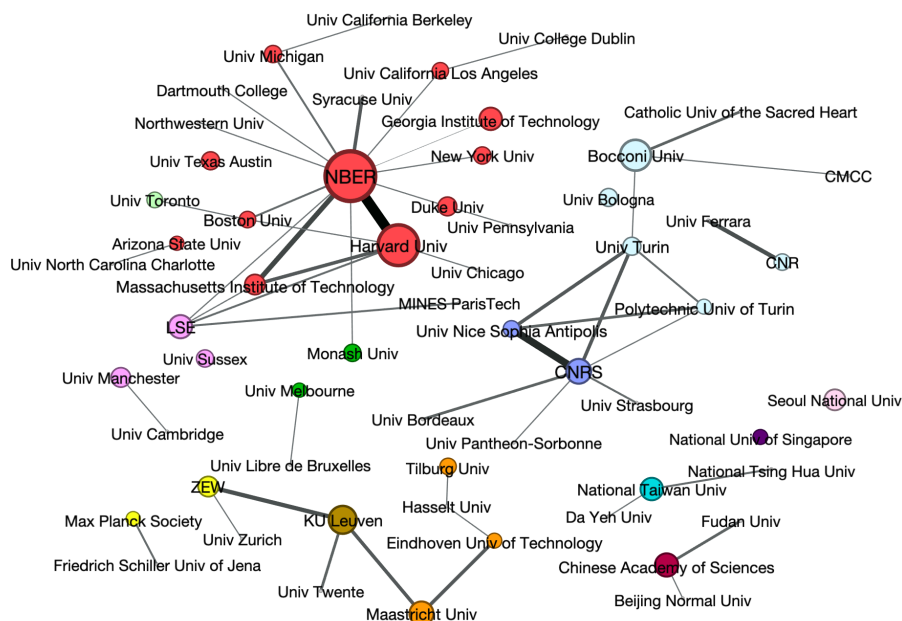 Univ California Berkeley
Univ College Dublin
Univ Michigan
Univ California Los Angeles
Dartmouth College
Syracuse Univ
Catholic Univ of the Sacred Heart
Northwestern Univ
Georgia Institute of Technology
Univ Texas Austin
New York Univ
Bocconi Univ
NBER
CMCC
Univ Toronto
Univ Bologna
Boston Univ
Duke Univ
Univ Ferrara
Univ Pennsylvania
Arizona State Univ
Harvard Univ
Univ Turin
Univ North Carolina Charlotte
Univ Chicago
CNR
Massachusetts Institute of Technology
MINES ParisTech
Polytechnic Univ of Turin
LSE
Univ Nice Sophia Antipolis
Univ Sussex
Monash Univ
Univ Manchester
CNRS
Univ Melbourne
Seoul National Univ
Univ Strasbourg
Univ Bordeaux
Univ Cambridge
National Univ of Singapore
Univ Pantheon-Sorbonne
Univ Libre de Bruxelles
Tilburg Univ
National Tsing Hua Univ
ZEW
National Taiwan Univ
Hasselt Univ
Da Yeh Univ
Max Planck Society
KU Leuven
Fudan Univ
Univ Zurich
Eindhoven Univ of Technology
Friedrich Schiller Univ of Jena
Chinese Academy of Sciences
Univ Twente
Beijing Normal Univ
Maastricht Univ